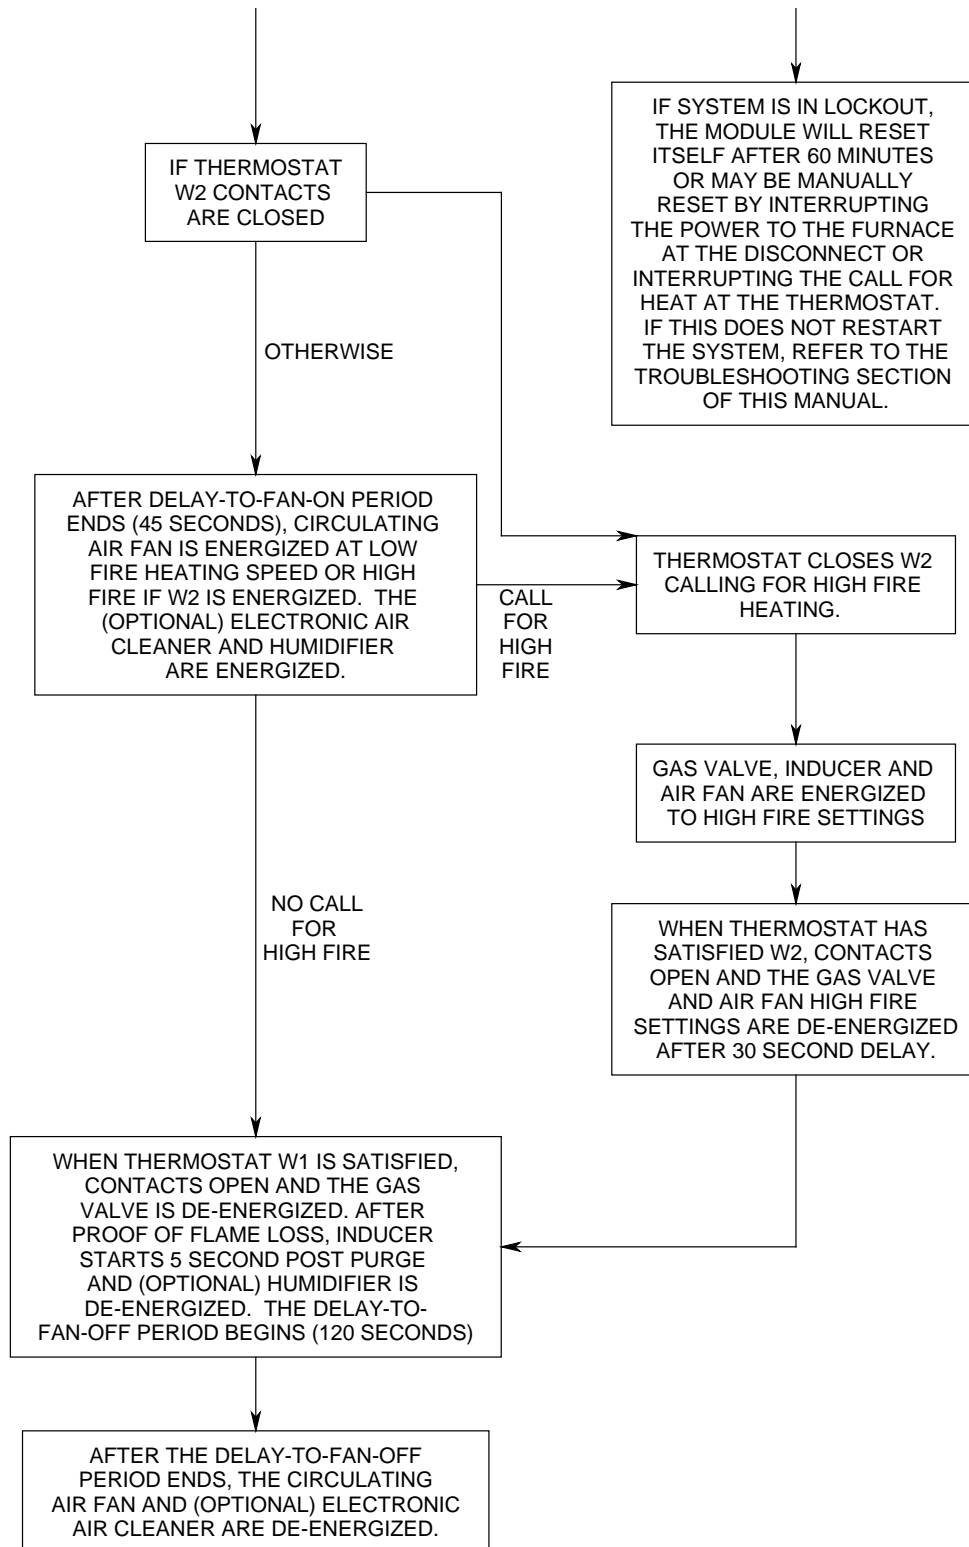 IF THERMOSTAT
W2 CONTACTS
ARE CLOSED
IF SYSTEM IS IN LOCKOUT,
THE MODULE WILL RESET
ITSELF AFTER 60 MINUTES
OR MAY BE MANUALLY
RESET BY INTERRUPTING
THE POWER TO THE FURNACE
AT THE DISCONNECT OR
INTERRUPTING THE CALL FOR
HEAT AT THE THERMOSTAT.
IF THIS DOES NOT RESTART
THE SYSTEM, REFER TO THE
TROUBLESHOOTING SECTION
OF THIS MANUAL.
OTHERWISE
AFTER DELAY-TO-FAN-ON PERIOD
ENDS (45 SECONDS), CIRCULATING
AIR FAN IS ENERGIZED AT LOW
FIRE HEATING SPEED OR HIGH
FIRE IF W2 IS ENERGIZED. THE
(OPTIONAL) ELECTRONIC AIR
CLEANER AND HUMIDIFIER
ARE ENERGIZED.
CALL
FOR
HIGH
FIRE
THERMOSTAT CLOSES W2
CALLING FOR HIGH FIRE
HEATING.
GAS VALVE, INDUCER AND
AIR FAN ARE ENERGIZED
TO HIGH FIRE SETTINGS
NO CALL
FOR
HIGH FIRE
WHEN THERMOSTAT HAS
SATISFIED W2, CONTACTS
OPEN AND THE GAS VALVE
AND AIR FAN HIGH FIRE
SETTINGS ARE DE-ENERGIZED
AFTER 30 SECOND DELAY.
WHEN THERMOSTAT W1 IS SATISFIED,
CONTACTS OPEN AND THE GAS
VALVE IS DE-ENERGIZED. AFTER
PROOF OF FLAME LOSS, INDUCER
STARTS 5 SECOND POST PURGE
AND (OPTIONAL) HUMIDIFIER IS
DE-ENERGIZED. THE DELAY-TO-
FAN-OFF PERIOD BEGINS (120 SECONDS)
AFTER THE DELAY-TO-FAN-OFF
PERIOD ENDS, THE CIRCULATING
AIR FAN AND (OPTIONAL) ELECTRONIC
AIR CLEANER ARE DE-ENERGIZED.